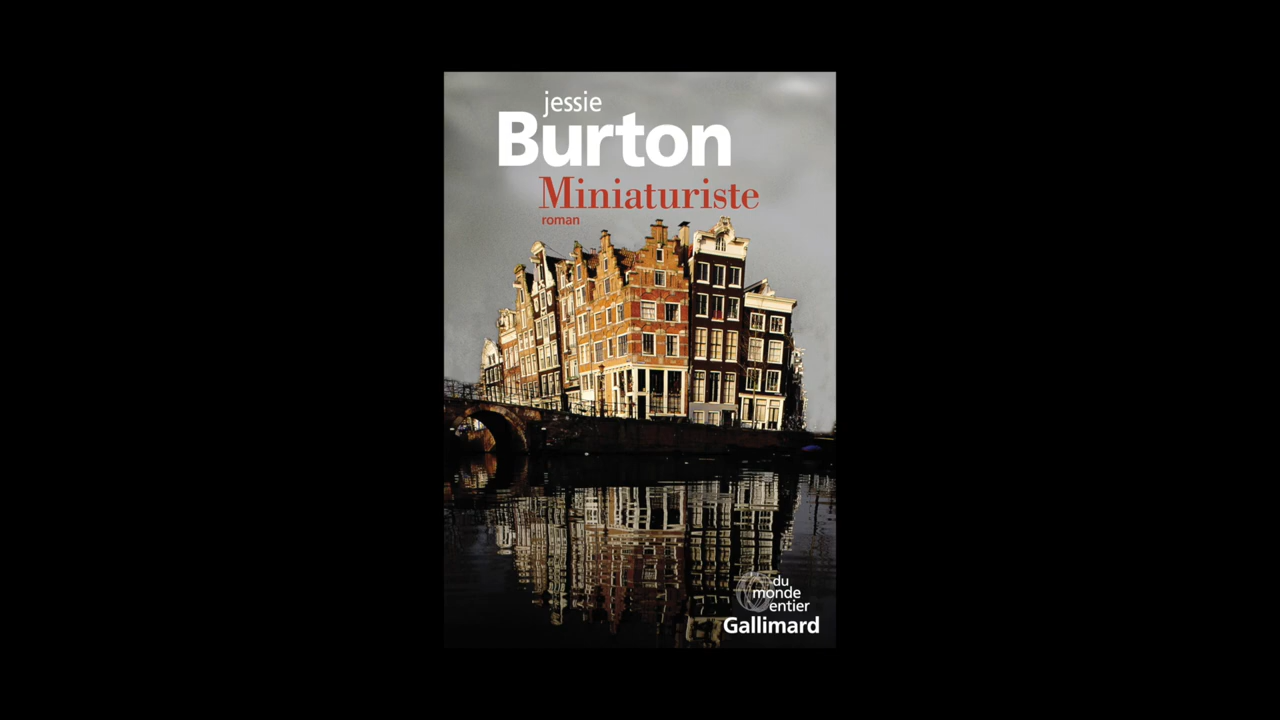 jessie
Burton
Miniaturiste
roman
du
monde
entier
Gallimard